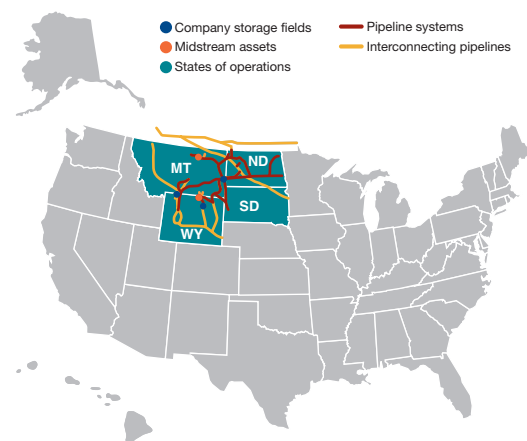 Company storage fields
Midstream assets
States of operations
Pipeline systems
Interconnecting pipelines
MT
ND
SD
WY